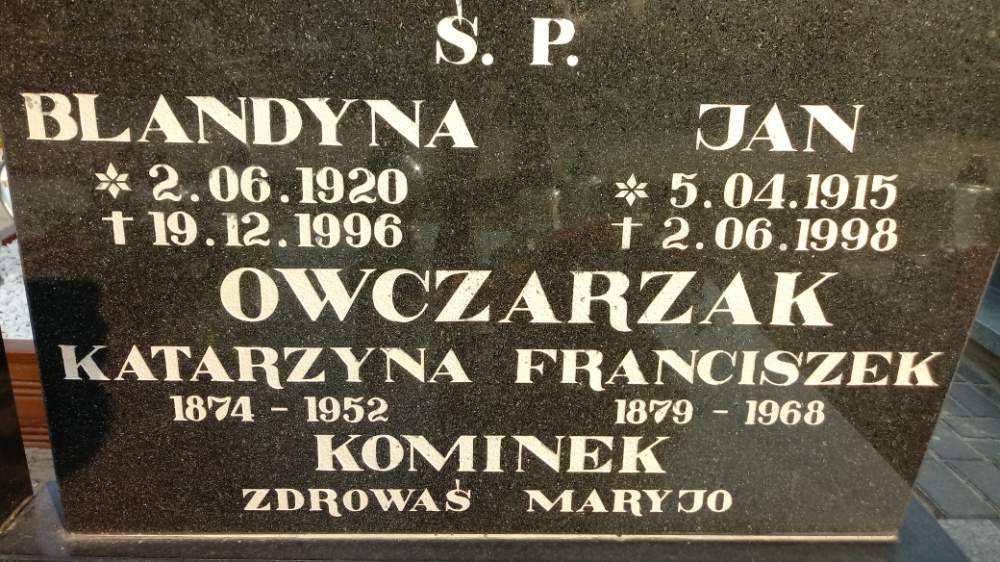 Ś. P.
BLANDYNA JAN
* 2.06.1920 * 5.04.1915
† 19.12.1996 † 2.06.1998
OWCZARZAK
KATARZYNA FRANCISZEK
1874 - 1952 1879 - 1968
KOMINEK
ZDROWAŚ MARYJO